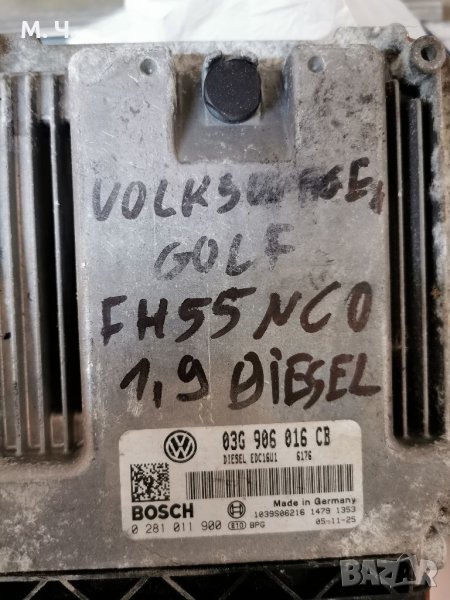 М. Ч
VOLKSWAGEN
GOLF
FH55NCO
1,9 DIESEL
03G 906 016 CB
DIESEL EDC16U1 6176
BOSCH
Made in Germany
1039S06216 1479 1353
0 281 011 900 BPG 05-11-25
BAZAR